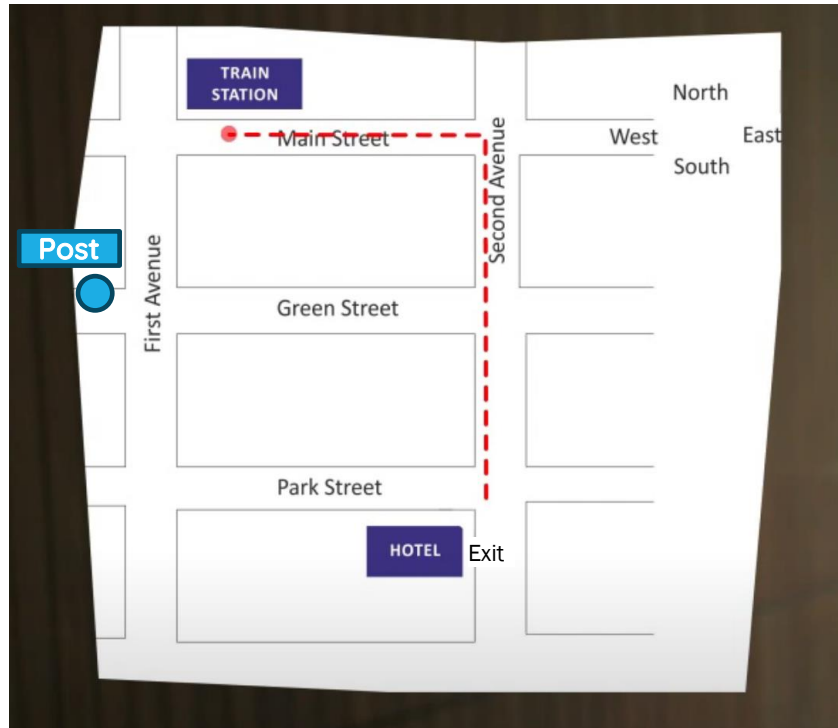 TRAIN
STATION
North
Main Street
West
East
South
Second Avenue
Post
First Avenue
Green Street
Park Street
HOTEL
Exit